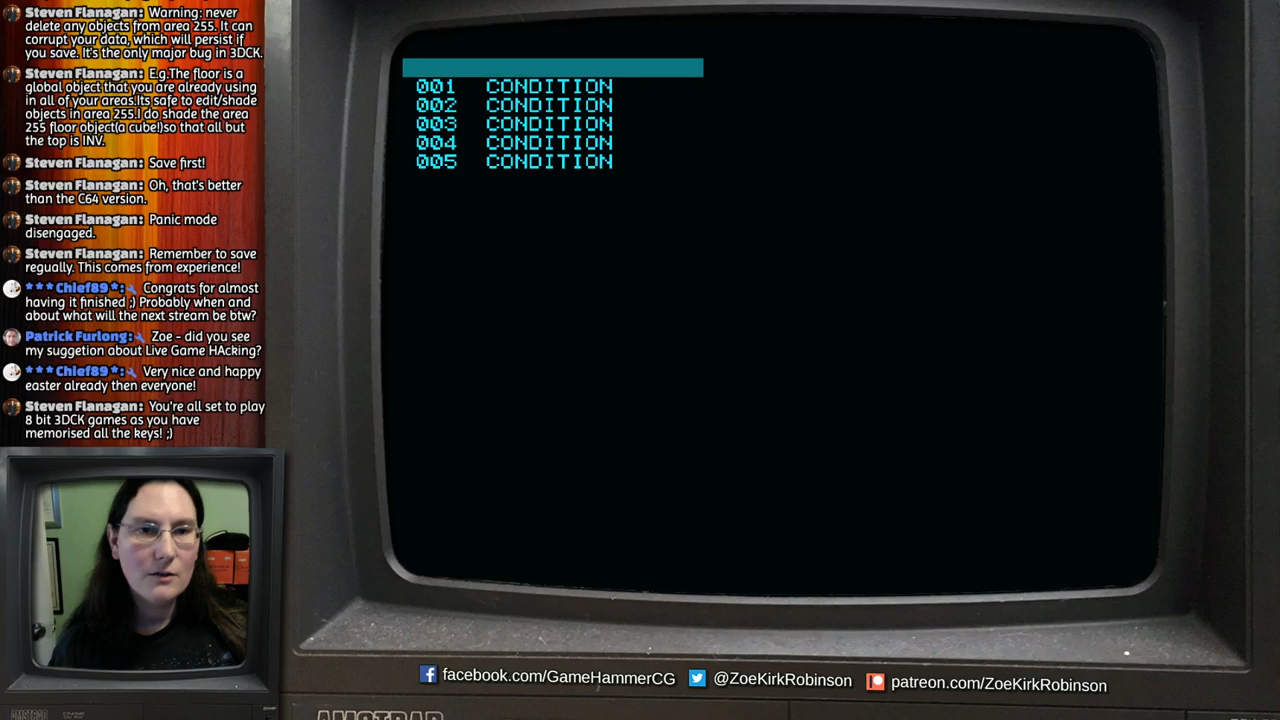 Steven Flanagan: Warning: never
delete any objects from area 255. It can
corrupt your data, which will persist if
you save. It's the only major bug in 3DCK.
Steven Flanagan: E.g.The floor is a
global object that you are already using
in all of your areas.Its safe to edit/shade
objects in area 255.I do shade the area
255 floor object(a cube!)so that all but
the top is INV.
Steven Flanagan: Save first!
Steven Flanagan: Oh, that's better
than the C64 version.
Steven Flanagan: Panic mode
disengaged.
Steven Flanagan: Remember to save
regually. This comes from experience!
***Chief89*: Congrats for almost
having it finished ;) Probably when and
about what will the next stream be btw?
Patrick Furlong: Zoe - did you see
my suggetion about Live Game HAcking?
***Chief89*: Very nice and happy
easter already then everyone!
Steven Flanagan: You're all set to play
8 bit 3DCK games as you have
memorised all the keys! ;)
001 CONDITION
002 CONDITION
003 CONDITION
004 CONDITION
005 CONDITION
facebook.com/GameHammerCG @ZoeKirkRobinson patreon.com/ZoeKirkRobinson
AMSTRAD